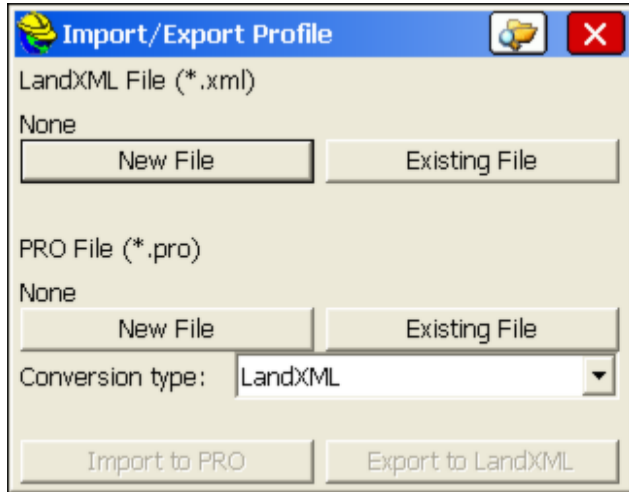 Import/Export Profile
LandXML File (*.xml)
None
New File Existing File
PRO File (*.pro)
None
New File Existing File
Conversion type: LandXML
Import to PRO Export to LandXML